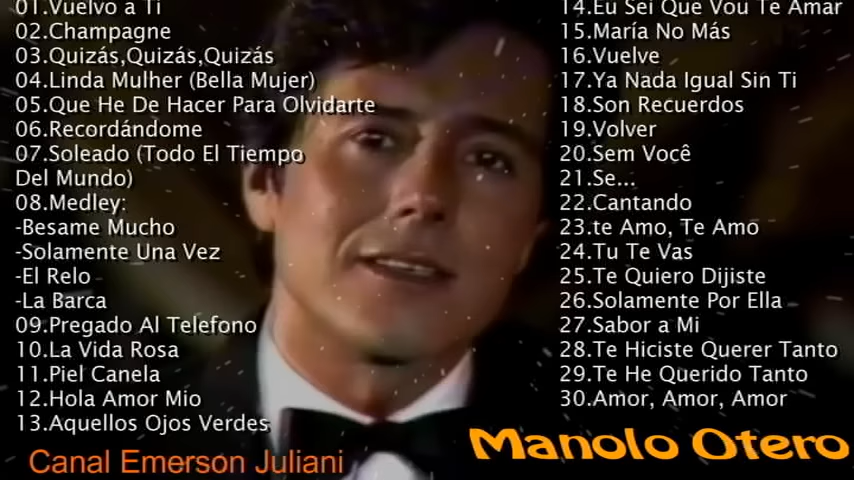 01.Vuelvo a Ti
02.Champagne
03.Quizás,Quizás,Quizás
04.Linda Mulher (Bella Mujer)
05.Que He De Hacer Para Olvidarte
06.Recordándome
07.Soleado (Todo El Tiempo
Del Mundo)
08.Medley:
-Besame Mucho
-Solamente Una Vez
-El Relo
-La Barca
09.Pregado Al Telefono
10.La Vida Rosa
11.Piel Canela
12.Hola Amor Mio
13.Aquellos Ojos Verdes
14.Eu Sei Que Vou Te Amar
15.María No Más
16.Vuelve
17.Ya Nada Igual Sin Ti
18.Son Recuerdos
19.Volver
20.Sem Você
21.Se...
22.Cantando
23.te Amo, Te Amo
24.Tu Te Vas
25.Te Quiero Dijiste
26.Solamente Por Ella
27.Sabor a Mi
28.Te Hiciste Querer Tanto
29.Te He Querido Tanto
30.Amor, Amor, Amor
Manolo Otero
Canal Emerson Juliani